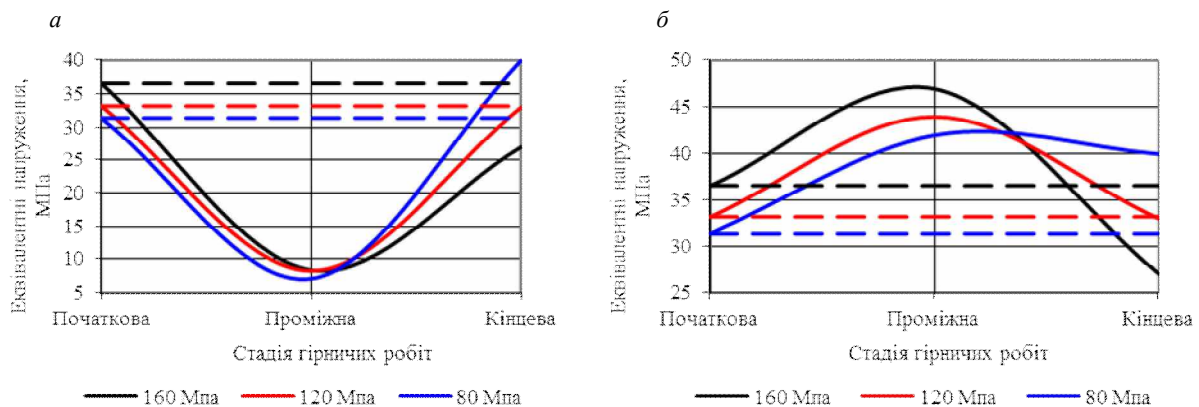 а
Еквівалентні напруження,
МПа
40
35
30
25
20
15
10
5
Початкова Проміжна Кінцева
Стадія гірничих робіт
160 Мпа 120 Мпа 80 Мпа
б
Еквівалентні напруження,
МПа
50
45
40
35
30
25
Початкова Проміжна Кінцева
Стадія гірничих робіт
160 Мпа 120 Мпа 80 Мпа